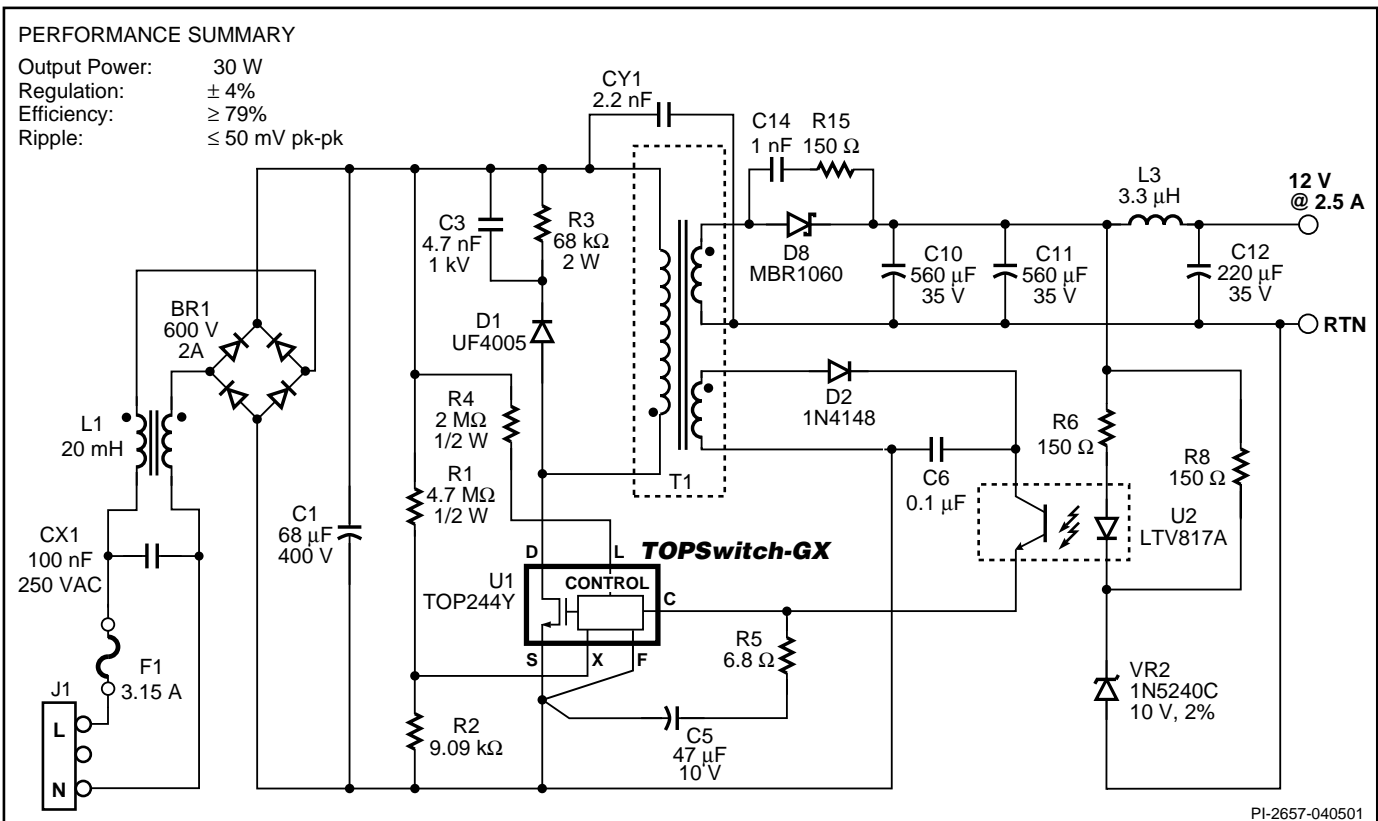 PERFORMANCE SUMMARY
Output Power: 30 W
Regulation: ± 4%
Efficiency: ≥ 79%
Ripple: ≤ 50 mV pk-pk
CY1
2.2 nF
C14
1 nF
R15
150 Ω
D8
MBR1060
L3
3.3 µH
12 V
@ 2.5 A
C3
4.7 nF
1 kV
R3
68 kΩ
2 W
C10
560 µF
35 V
C11
560 µF
35 V
C12
220 µF
35 V
RTN
BR1
600 V
2A
D1
UF4005
D2
1N4148
L1
20 mH
R4
2 MΩ
1/2 W
R1
4.7 MΩ
1/2 W
T1
C6
0.1 µF
R6
150 Ω
R8
150 Ω
U2
LTV817A
C1
68 µF
400 V
CX1
100 nF
250 VAC
D
L
TOPSwitch-GX
U1
TOP244Y
CONTROL
C
S
X
F
R5
6.8 Ω
F1
3.15 A
J1
L
N
R2
9.09 kΩ
C5
47 µF
10 V
VR2
1N5240C
10 V, 2%
PI-2657-040501